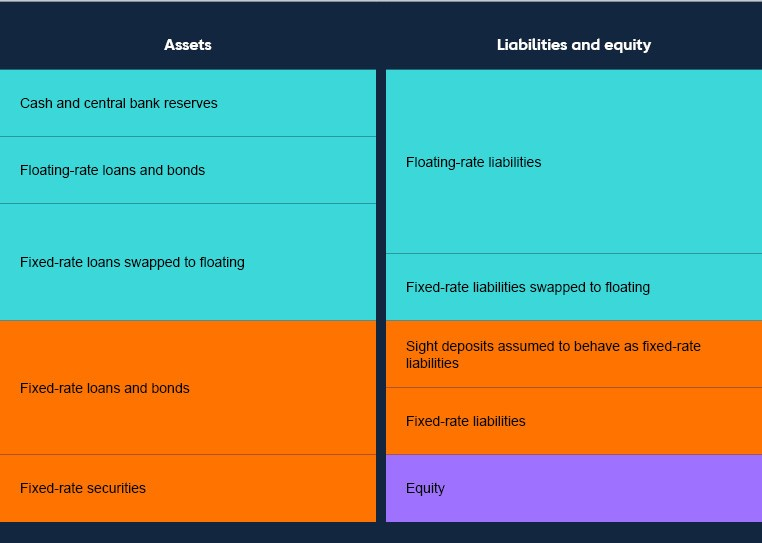 Assets
Liabilities and equity
Cash and central bank reserves
Floating-rate loans and bonds
Fixed-rate loans swapped to floating
Fixed-rate loans and bonds
Fixed-rate securities
Floating-rate liabilities
Fixed-rate liabilities swapped to floating
Sight deposits assumed to behave as fixed-rate
liabilities
Fixed-rate liabilities
Equity